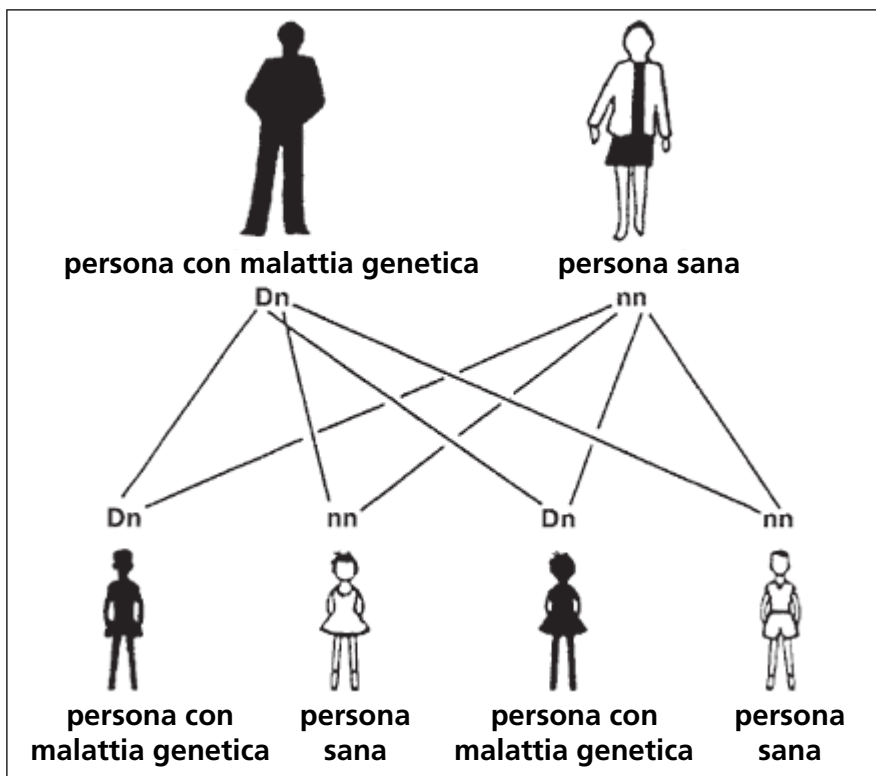 persona con malattia genetica persona sana
Dn nn
Dn nn Dn nn
persona con persona persona con persona
malattia genetica sana malattia genetica sana